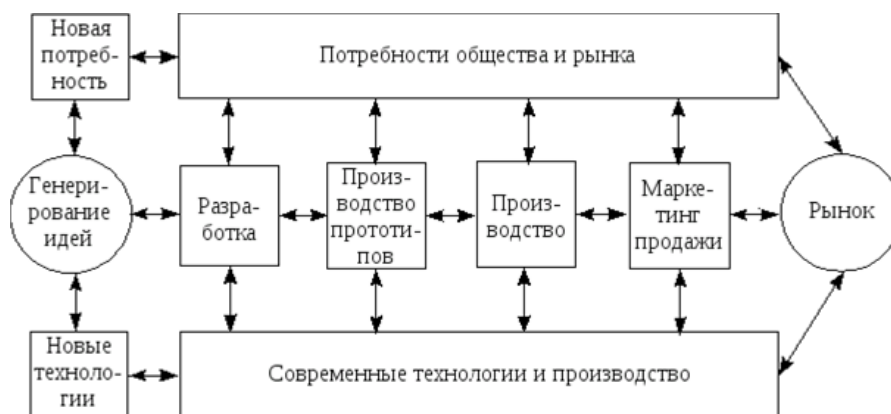 Новая
потреб-
ность
Потребности общества и рынка
Генери-
рование
идей
Разра-
ботка
Произ-
водство
прототи-
пов
Произ-
водство
Марке-
тинг
продажи
Рынок
Новые
техноло-
гии
Современные технологии и производство